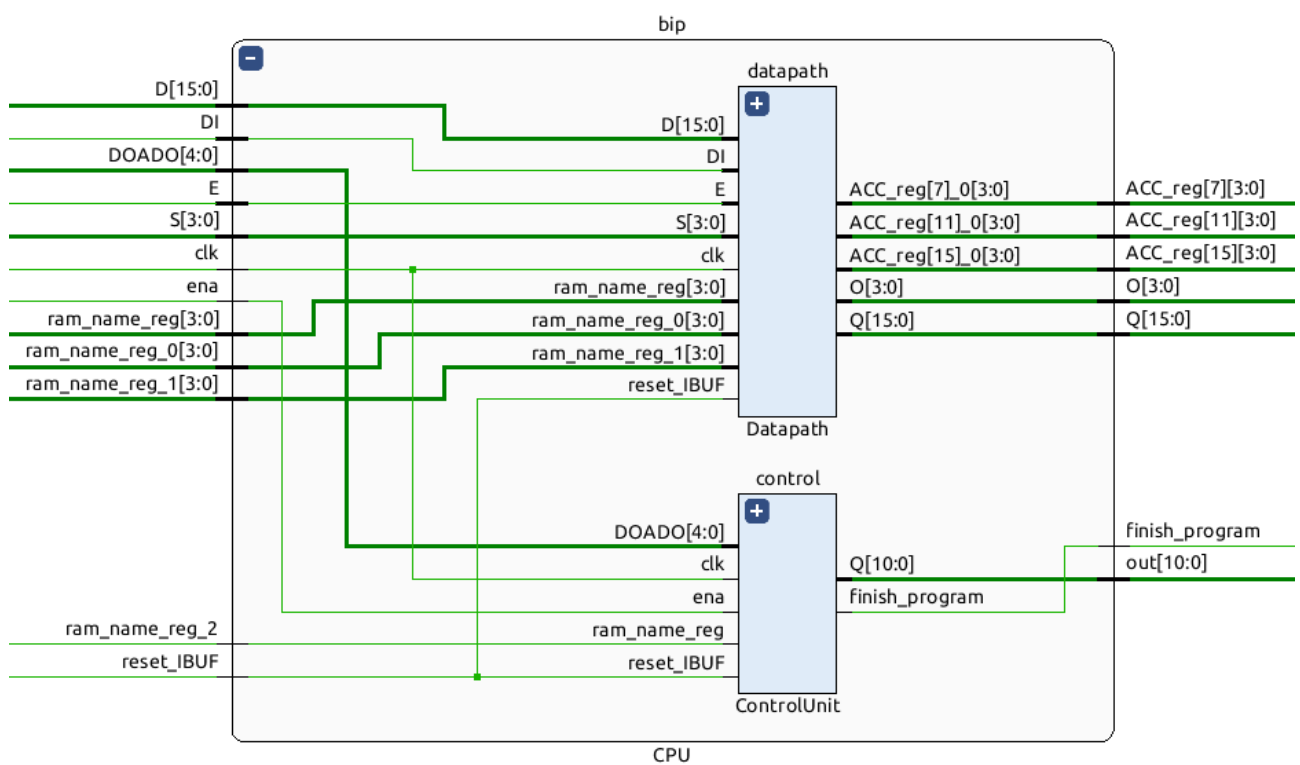 bip
D[15:0]
DI
DOADO[4:0]
E
S[3:0]
clk
ena
ram_name_reg[3:0]
ram_name_reg_0[3:0]
ram_name_reg_1[3:0]
ram_name_reg_2
reset_IBUF
datapath
D[15:0]
DI
E
S[3:0]
clk
ram_name_reg[3:0]
ram_name_reg_0[3:0]
ram_name_reg_1[3:0]
reset_IBUF
ACC_reg[7]_0[3:0]
ACC_reg[11]_0[3:0]
ACC_reg[15]_0[3:0]
O[3:0]
Q[15:0]
Datapath
control
DOADO[4:0]
clk
ena
ram_name_reg
reset_IBUF
Q[10:0]
finish_program
ControlUnit
ACC_reg[7][3:0]
ACC_reg[11][3:0]
ACC_reg[15][3:0]
O[3:0]
Q[15:0]
finish_program
out[10:0]
CPU